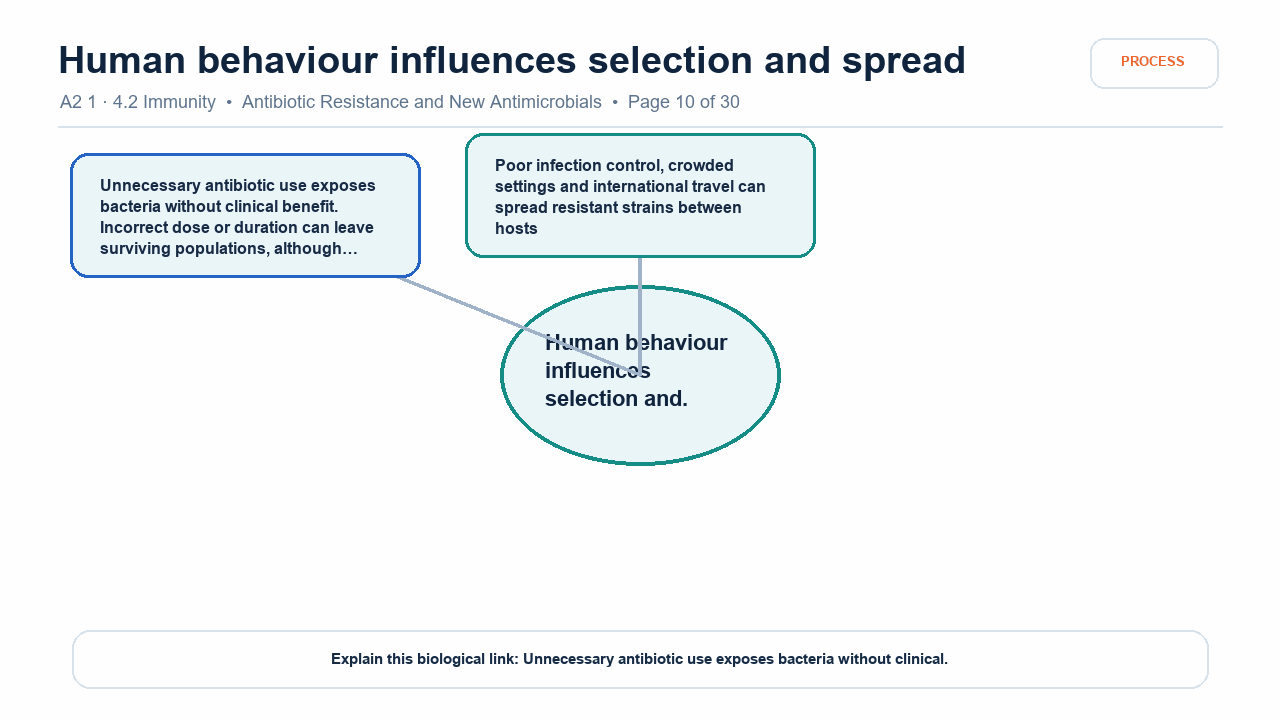 Human behaviour influences selection and spread
PROCESS
A2 1 · 4.2 Immunity • Antibiotic Resistance and New Antimicrobials • Page 10 of 30
Unnecessary antibiotic use exposes
bacteria without clinical benefit.
Incorrect dose or duration can leave
surviving populations, although…
Poor infection control, crowded
settings and international travel can
spread resistant strains between
hosts
Human behaviour
influences
selection and.
Explain this biological link: Unnecessary antibiotic use exposes bacteria without clinical.